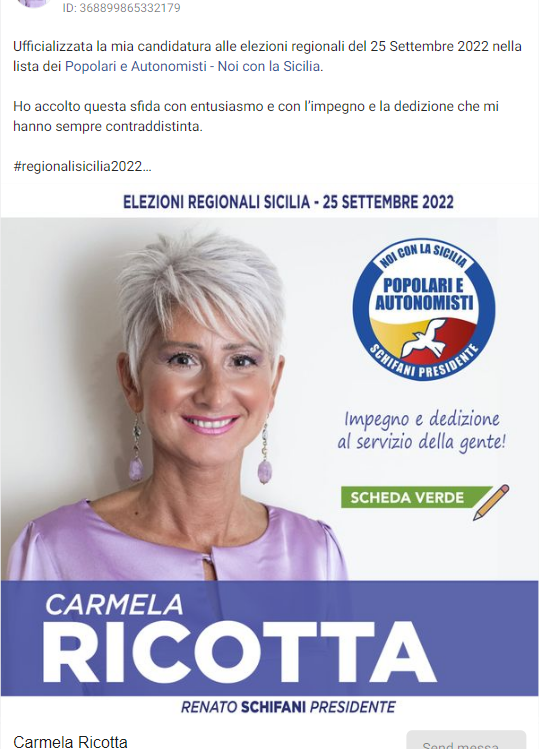 ID: 368899865332179
Ufficializzata la mia candidatura alle elezioni regionali del 25 Settembre 2022 nella
lista dei Popolari e Autonomisti - Noi con la Sicilia.
Ho accolto questa sfida con entusiasmo e con l'impegno e la dedizione che mi
hanno sempre contraddistinta.
#regionalisicilia2022...
ELEZIONI REGIONALI SICILIA - 25 SETTEMBRE 2022
NOI CON LA SICILIA
POPOLARI E
AUTONOMISTI
SCHIFANI PRESIDENTE
Impegno e dedizione
al servizio della gente!
SCHEDA VERDE
CARMELA
RICOTTA
RENATO SCHIFANI PRESIDENTE
Carmela Ricotta
Send messa